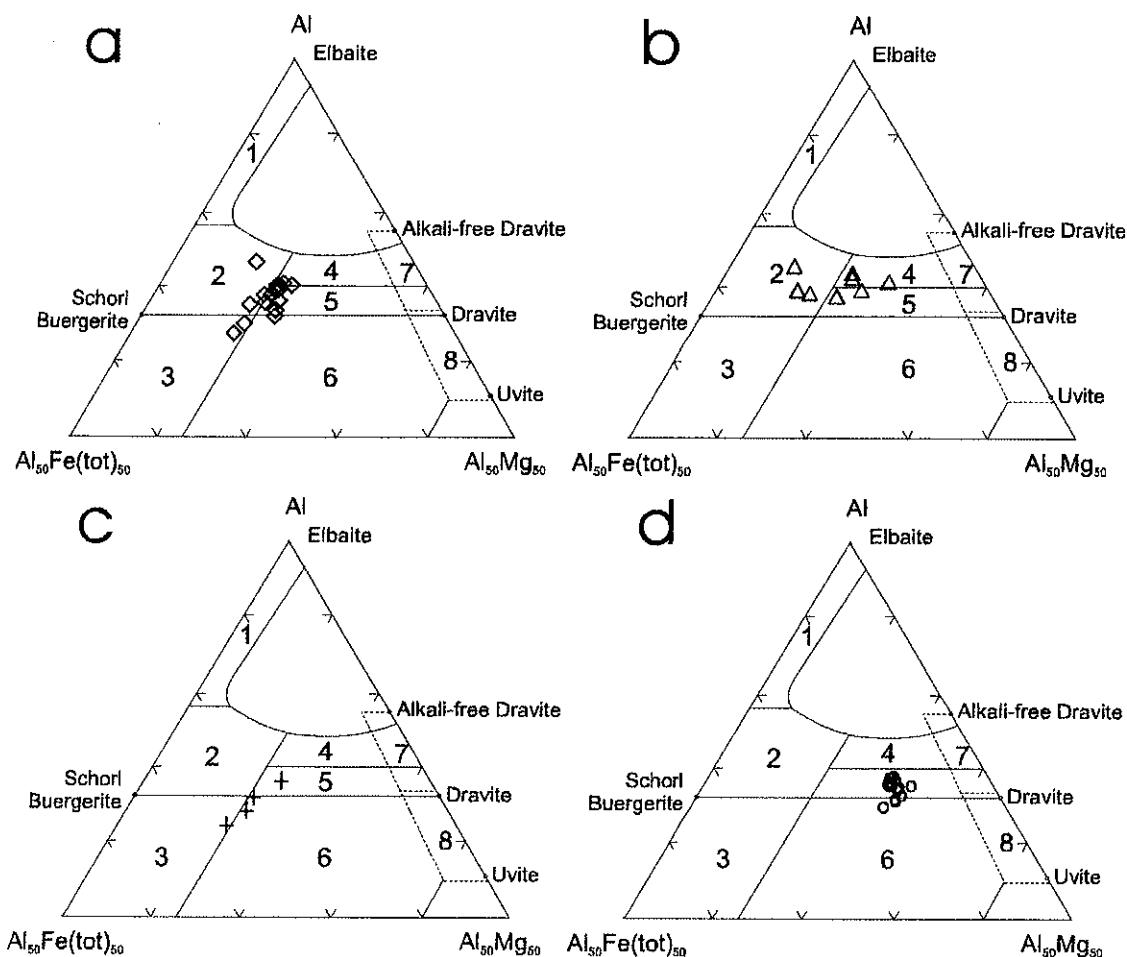 a
Al
Elbaite
1
Alkali-free Dravite
2
4
7
5
Schorl
Buergerite
Dravite
3
6
8
Uvite
Al₅₀Fe(tot)₅₀
Al₅₀Mg₅₀
b
Al
Elbaite
1
Alkali-free Dravite
2
4
7
5
Schorl
Buergerite
Dravite
3
6
8
Uvite
Al₅₀Fe(tot)₅₀
Al₅₀Mg₅₀
c
Al
Elbaite
1
Alkali-free Dravite
2
4
7
5
Schorl
Buergerite
Dravite
3
6
8
Uvite
Al₅₀Fe(tot)₅₀
Al₅₀Mg₅₀
d
Al
Elbaite
1
Alkali-free Dravite
2
4
7
5
Schorl
Buergerite
Dravite
3
6
8
Uvite
Al₅₀Fe(tot)₅₀
Al₅₀Mg₅₀